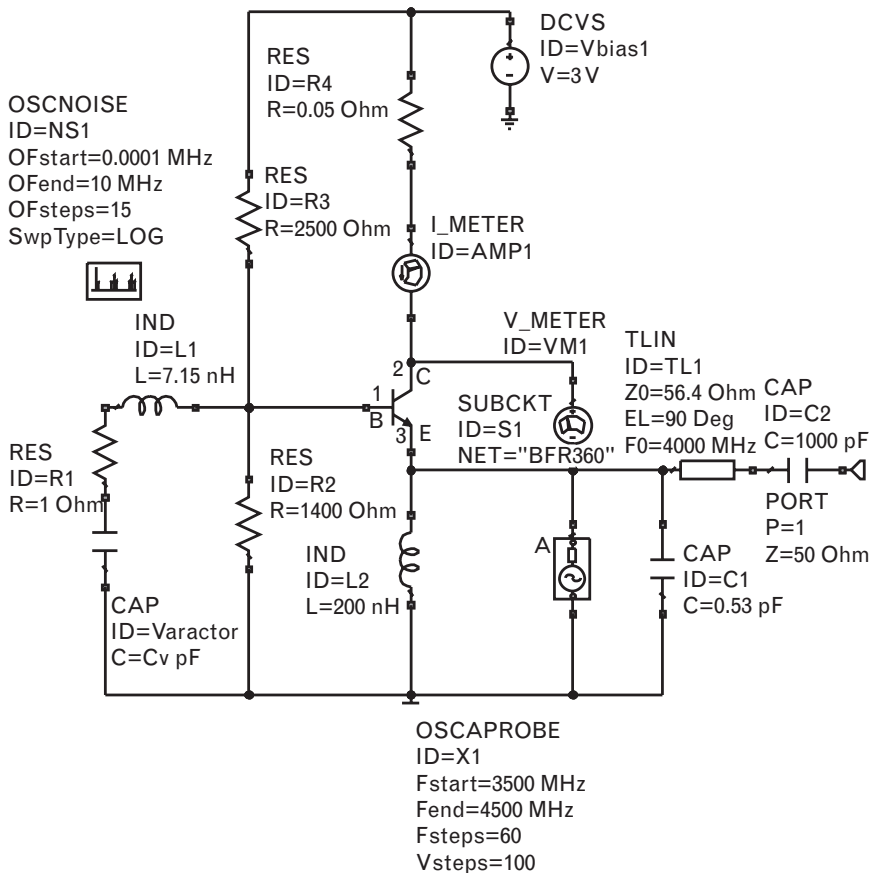 DCVS
ID=Vbias1
V=3 V
RES
ID=R4
R=0.05 Ohm
OSCNOISE
ID=NS1
OFstart=0.0001 MHz
OFend=10 MHz
OFsteps=15
SwpType=LOG
RES
ID=R3
R=2500 Ohm
I_METER
ID=AMP1
IND
ID=L1
L=7.15 nH
V_METER
ID=VM1
TLIN
ID=TL1
Z0=56.4 Ohm
EL=90 Deg
F0=4000 MHz
CAP
ID=C2
C=1000 pF
2
C
1
B
3
E
SUBCKT
ID=S1
NET="BFR360"
RES
ID=R1
R=1 Ohm
RES
ID=R2
R=1400 Ohm
PORT
P=1
Z=50 Ohm
IND
ID=L2
L=200 nH
A
CAP
ID=C1
C=0.53 pF
CAP
ID=Varactor
C=Cv pF
OSCAPROBE
ID=X1
Fstart=3500 MHz
Fend=4500 MHz
Fsteps=60
Vsteps=100